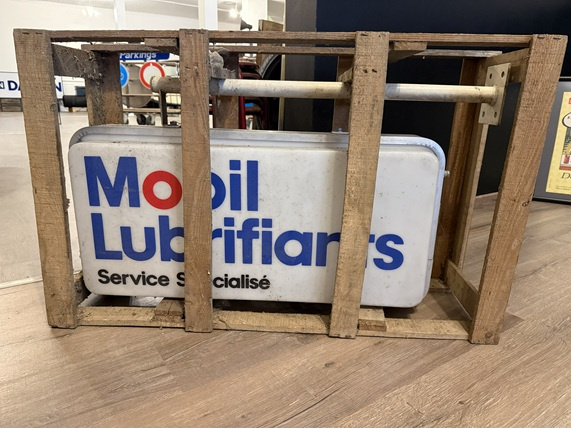 Parkings
Mobil
Lubrifiants
Service Spécialisé